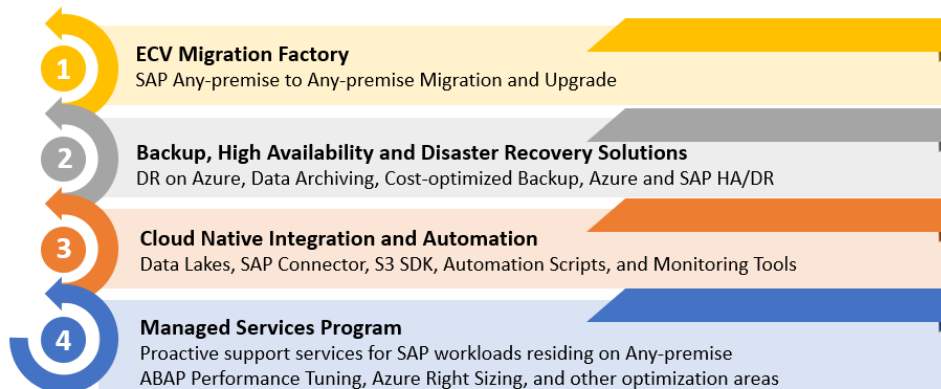 1
ECV Migration Factory
SAP Any-premise to Any-premise Migration and Upgrade
2
Backup, High Availability and Disaster Recovery Solutions
DR on Azure, Data Archiving, Cost-optimized Backup, Azure and SAP HA/DR
3
Cloud Native Integration and Automation
Data Lakes, SAP Connector, S3 SDK, Automation Scripts, and Monitoring Tools
4
Managed Services Program
Proactive support services for SAP workloads residing on Any-premise
ABAP Performance Tuning, Azure Right Sizing, and other optimization areas